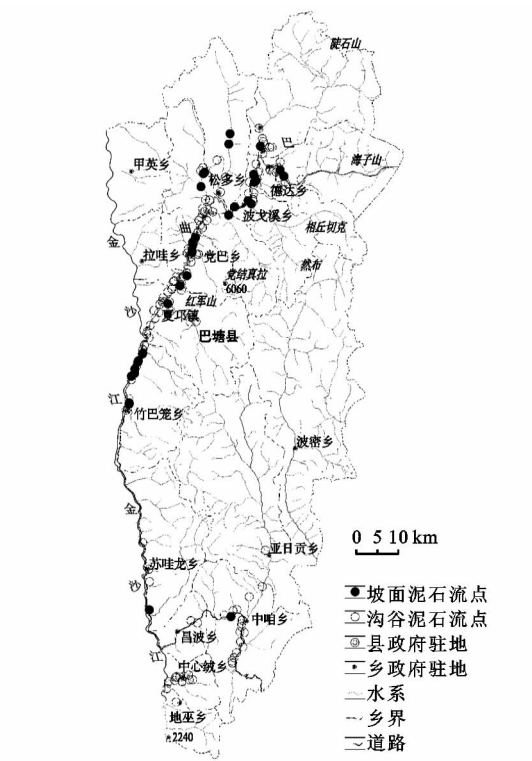 陡石山
巴
海子山
甲英乡
松多乡
德达乡
波戈溪乡
曲
相丘切克
金
拉哇乡
党巴乡
然布
党结真拉
6060
红军山
沙
夏邛镇
巴塘县
江
竹巴笼乡
波密乡
金
0 5 10 km
亚日贡乡
苏哇龙乡
沙
坡面泥石流点
沟谷泥石流点
县政府驻地
乡政府驻地
水系
乡界
道路
中咱乡
昌波乡
江
中心绒乡
地巫乡
2240